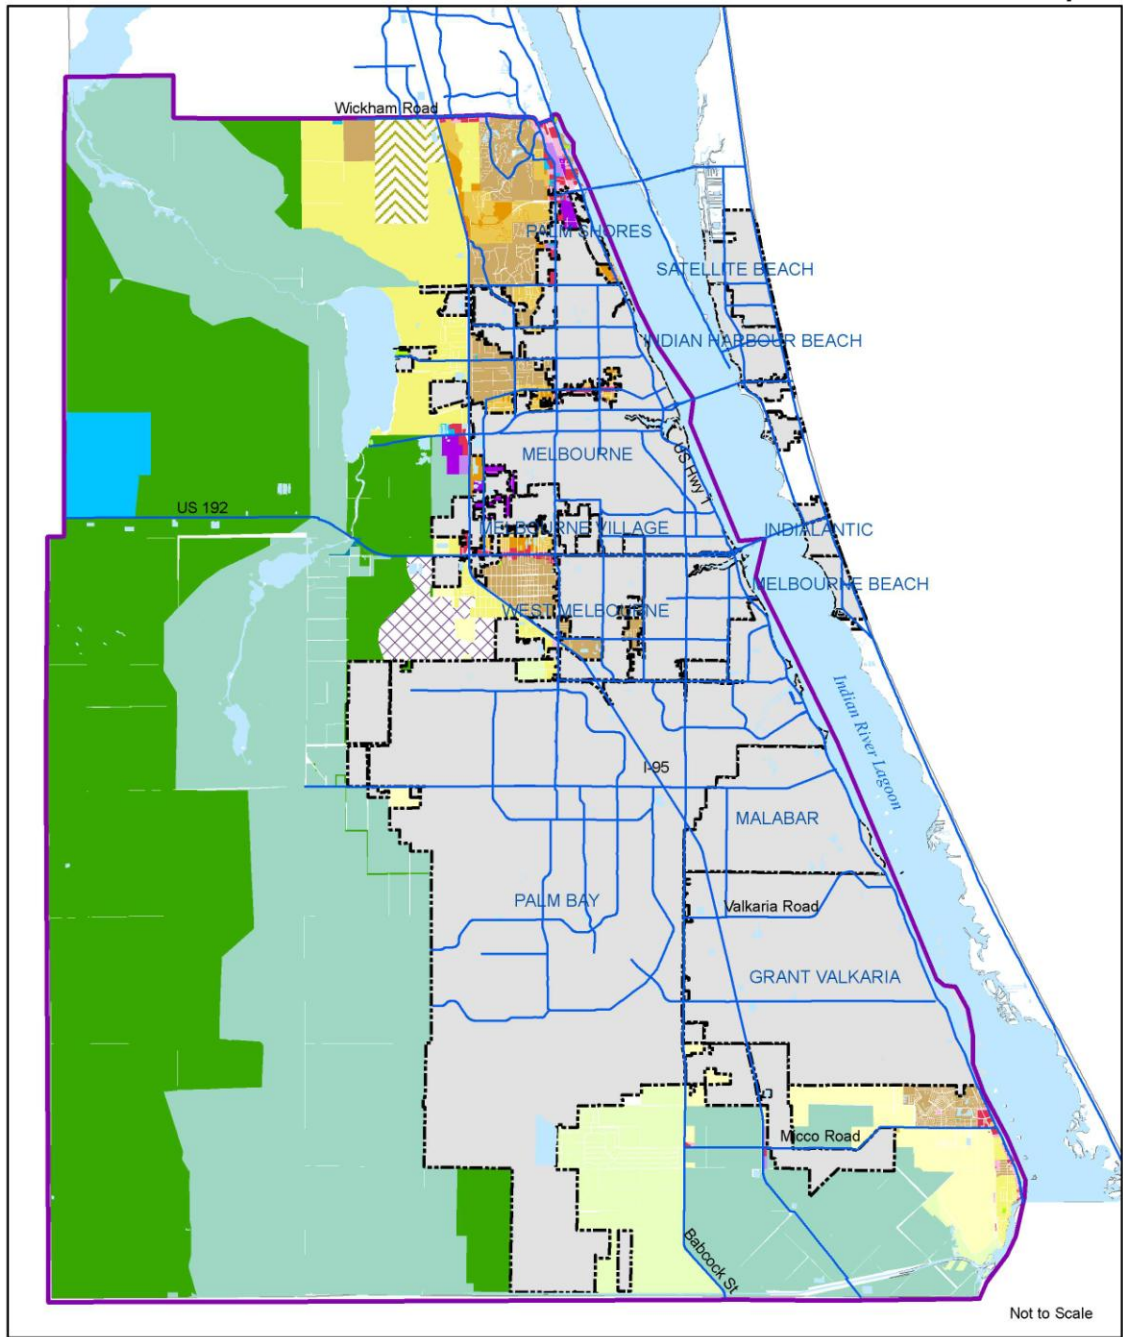 Wickham Road
PALM SHORES
SATELLITE BEACH
INDIAN HARBOUR BEACH
MELBOURNE
US Hwy 1
US 192
MELBOURNE VILLAGE
INDIALANTIC
MELBOURNE BEACH
WEST MELBOURNE
Indian River Lagoon
I-95
MALABAR
PALM BAY
Valkaria Road
GRANT VALKARIA
Micco Road
Babcock St
Not to Scale